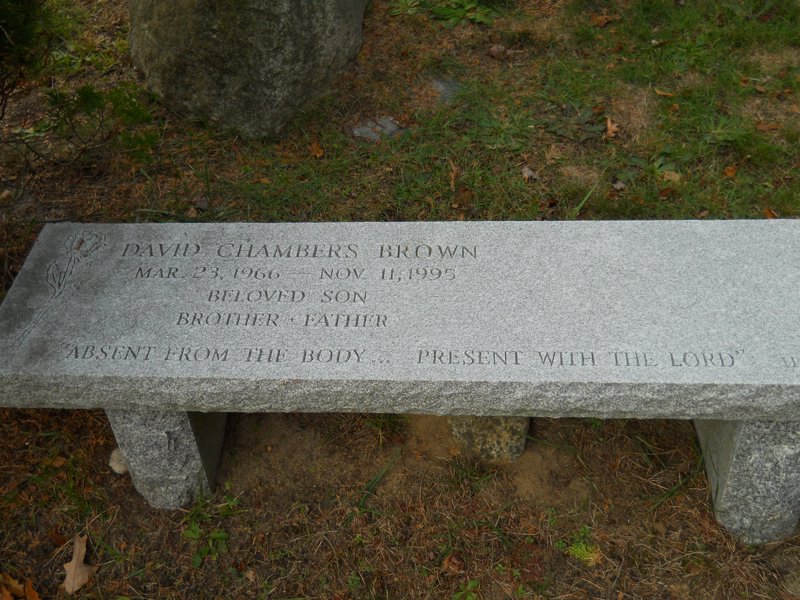 DAVID CHAMBERS BROWN
MAR. 23, 1966 — NOV. 11, 1995
BELOVED SON
BROTHER · FATHER
"ABSENT FROM THE BODY... PRESENT WITH THE LORD"